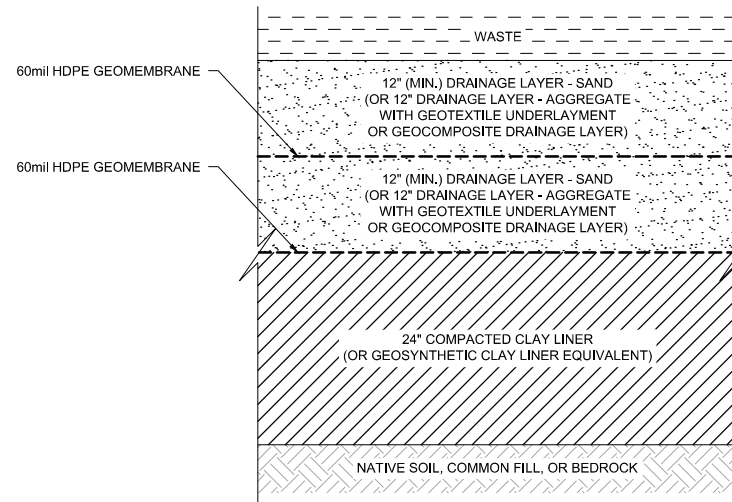 WASTE
60mil HDPE GEOMEMBRANE
12" (MIN.) DRAINAGE LAYER - SAND
(OR 12" DRAINAGE LAYER - AGGREGATE
WITH GEOTEXTILE UNDERLAYMENT
OR GEOCOMPOSITE DRAINAGE LAYER)
60mil HDPE GEOMEMBRANE
12" (MIN.) DRAINAGE LAYER - SAND
(OR 12" DRAINAGE LAYER - AGGREGATE
WITH GEOTEXTILE UNDERLAYMENT
OR GEOCOMPOSITE DRAINAGE LAYER)
24" COMPACTED CLAY LINER
(OR GEOSYNTHETIC CLAY LINER EQUIVALENT)
NATIVE SOIL, COMMON FILL, OR BEDROCK